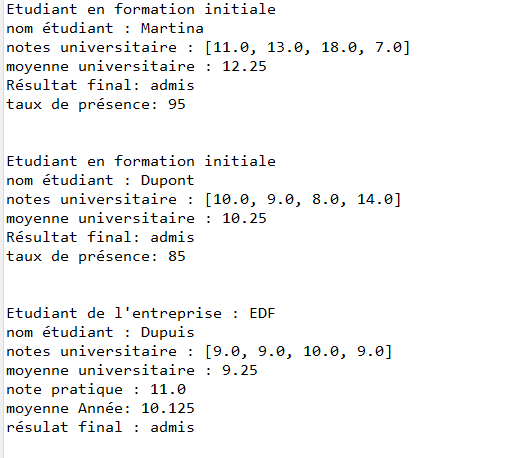 Etudiant en formation initiale
nom étudiant : Martina
notes universitaire : [11.0, 13.0, 18.0, 7.0]
moyenne universitaire : 12.25
Résultat final: admis
taux de présence: 95
Etudiant en formation initiale
nom étudiant : Dupont
notes universitaire : [10.0, 9.0, 8.0, 14.0]
moyenne universitaire : 10.25
Résultat final: admis
taux de présence: 85
Etudiant de l'entreprise : EDF
nom étudiant : Dupuis
notes universitaire : [9.0, 9.0, 10.0, 9.0]
moyenne universitaire : 9.25
note pratique : 11.0
moyenne Année: 10.125
résulat final : admis